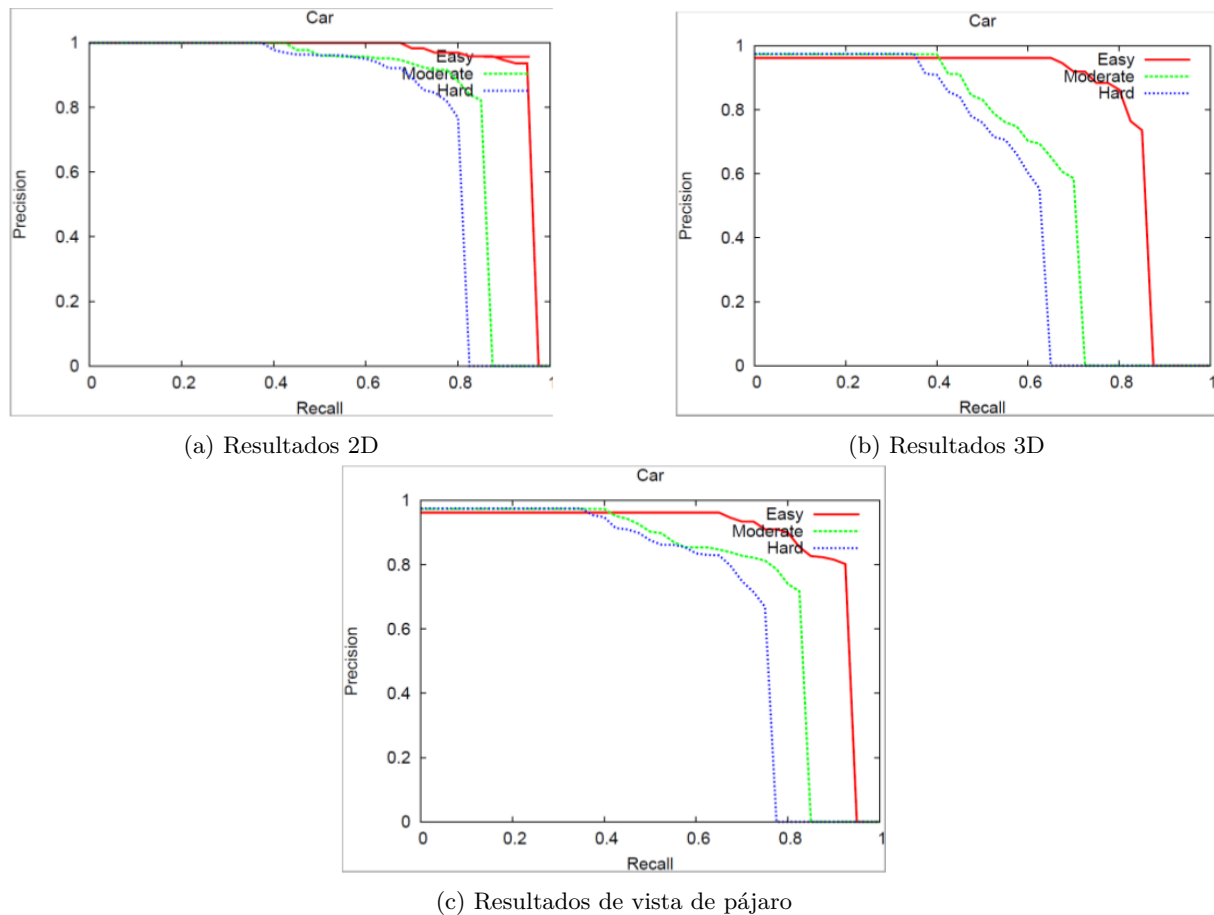 Car
1
Easy
Moderate
Hard
0.8
0.6
0.4
0.2
0
Precision
0 0.2 0.4 0.6 0.8 1
Recall
(a) Resultados 2D
Car
1
Easy
Moderate
Hard
0.8
0.6
0.4
0.2
0
Precision
0 0.2 0.4 0.6 0.8 1
Recall
(b) Resultados 3D
Car
1
Easy
Moderate
Hard
0.8
0.6
0.4
0.2
0
Precision
0 0.2 0.4 0.6 0.8 1
Recall
(c) Resultados de vista de pájaro